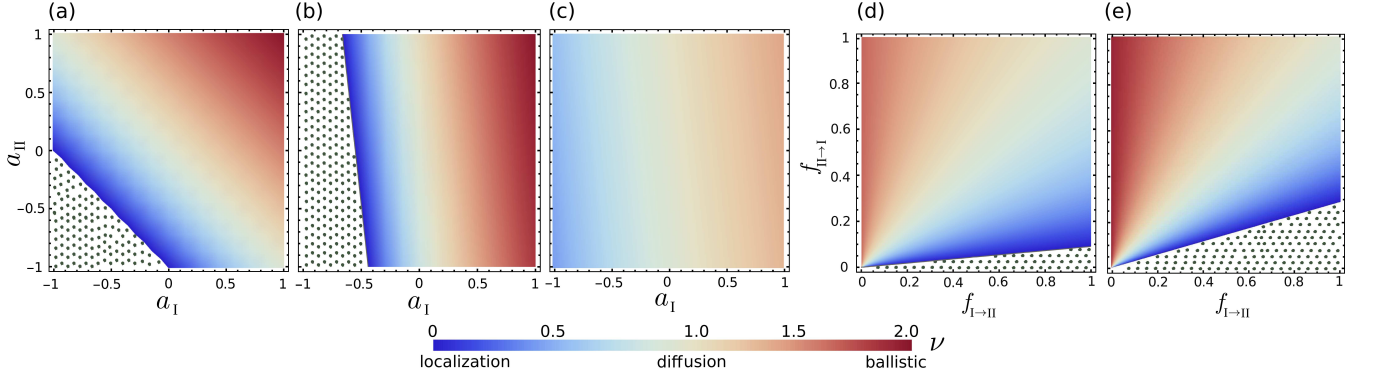 (a) (b) (c) (d) (e)
1 1
0.5 0.8
a_II 0 0.6 f_II→I
−0.5 0.4
−1 0.2
0
−1 −0.5 0 0.5 1 −1 −0.5 0 0.5 1 −1 −0.5 0 0.5 1 0 0.2 0.4 0.6 0.8 1 0 0.2 0.4 0.6 0.8 1
a_I a_I a_I f_I→II f_I→II
0 0.5 1.0 1.5 2.0 ν
localization diffusion ballistic